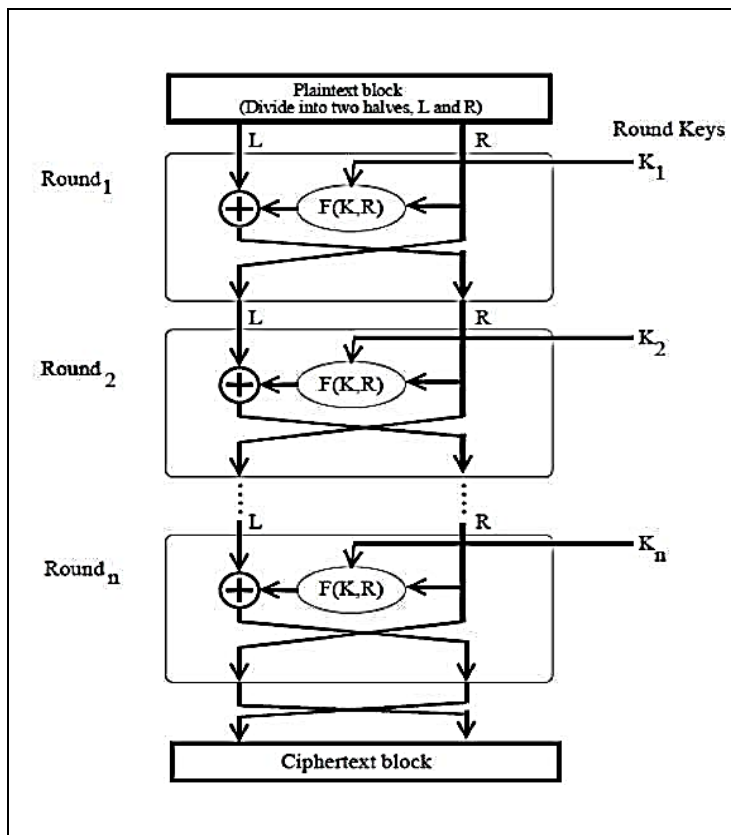 Plaintext block
(Divide into two halves, L and R)
Round Keys
L
R
K1
Round1
F(K,R)
L
R
K2
Round2
F(K,R)
L
R
Kn
Roundn
F(K,R)
Ciphertext block